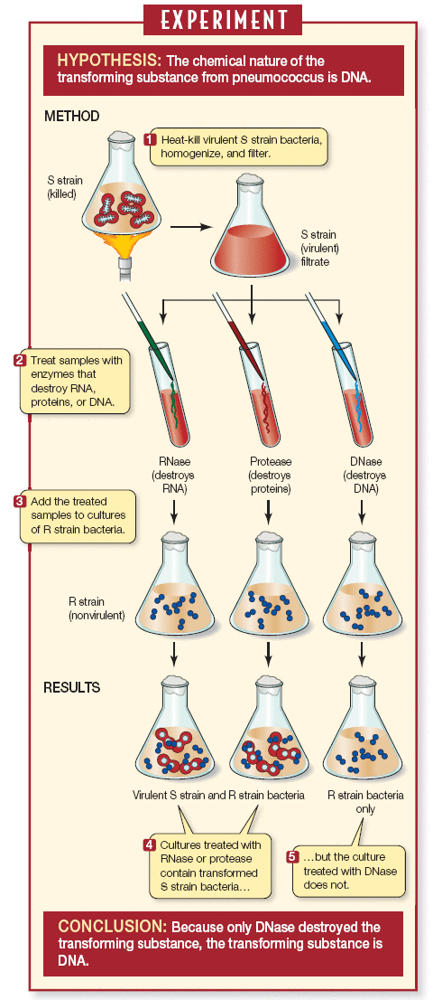 EXPERIMENT
HYPOTHESIS: The chemical nature of the
transforming substance from pneumococcus is DNA.
METHOD
1 Heat-kill virulent S strain bacteria,
homogenize, and filter.
S strain
(killed)
S strain
(virulent)
filtrate
2 Treat samples with
enzymes that
destroy RNA,
proteins, or DNA.
RNase
(destroys
RNA)
Protease
(destroys
proteins)
DNase
(destroys
DNA)
3 Add the treated
samples to cultures
of R strain bacteria.
R strain
(nonvirulent)
RESULTS
Virulent S strain and R strain bacteria
R strain bacteria
only
4 Cultures treated with
RNase or protease
contain transformed
S strain bacteria…
5 …but the culture
treated with DNase
does not.
CONCLUSION: Because only DNase destroyed the
transforming substance, the transforming substance is
DNA.